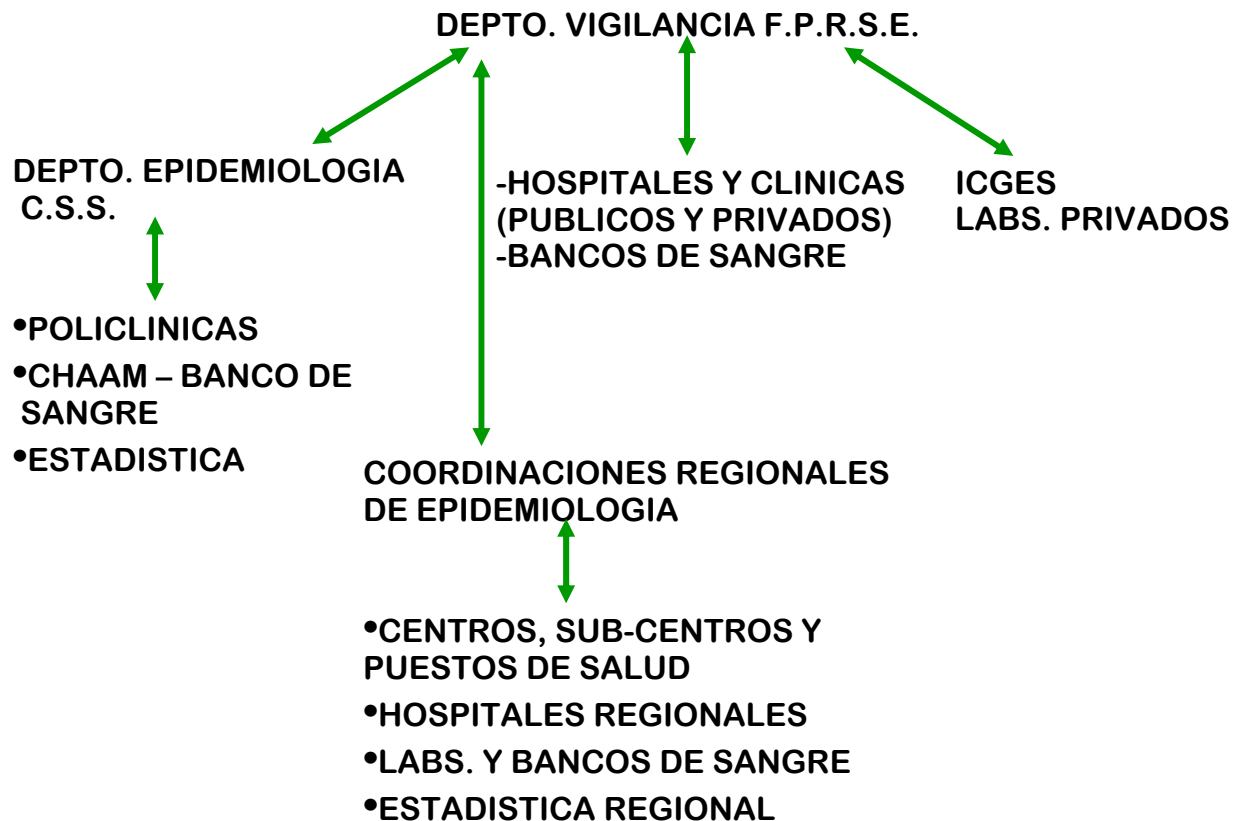 DEPTO. VIGILANCIA F.P.R.S.E.
DEPTO. EPIDEMIOLOGIA
C.S.S.
-HOSPITALES Y CLINICAS
(PUBLICOS Y PRIVADOS)
-BANCOS DE SANGRE
ICGES
LABS. PRIVADOS
•POLICLINICAS
•CHAAM – BANCO DE
SANGRE
•ESTADISTICA
COORDINACIONES REGIONALES
DE EPIDEMIOLOGIA
•CENTROS, SUB-CENTROS Y
PUESTOS DE SALUD
•HOSPITALES REGIONALES
•LABS. Y BANCOS DE SANGRE
•ESTADISTICA REGIONAL